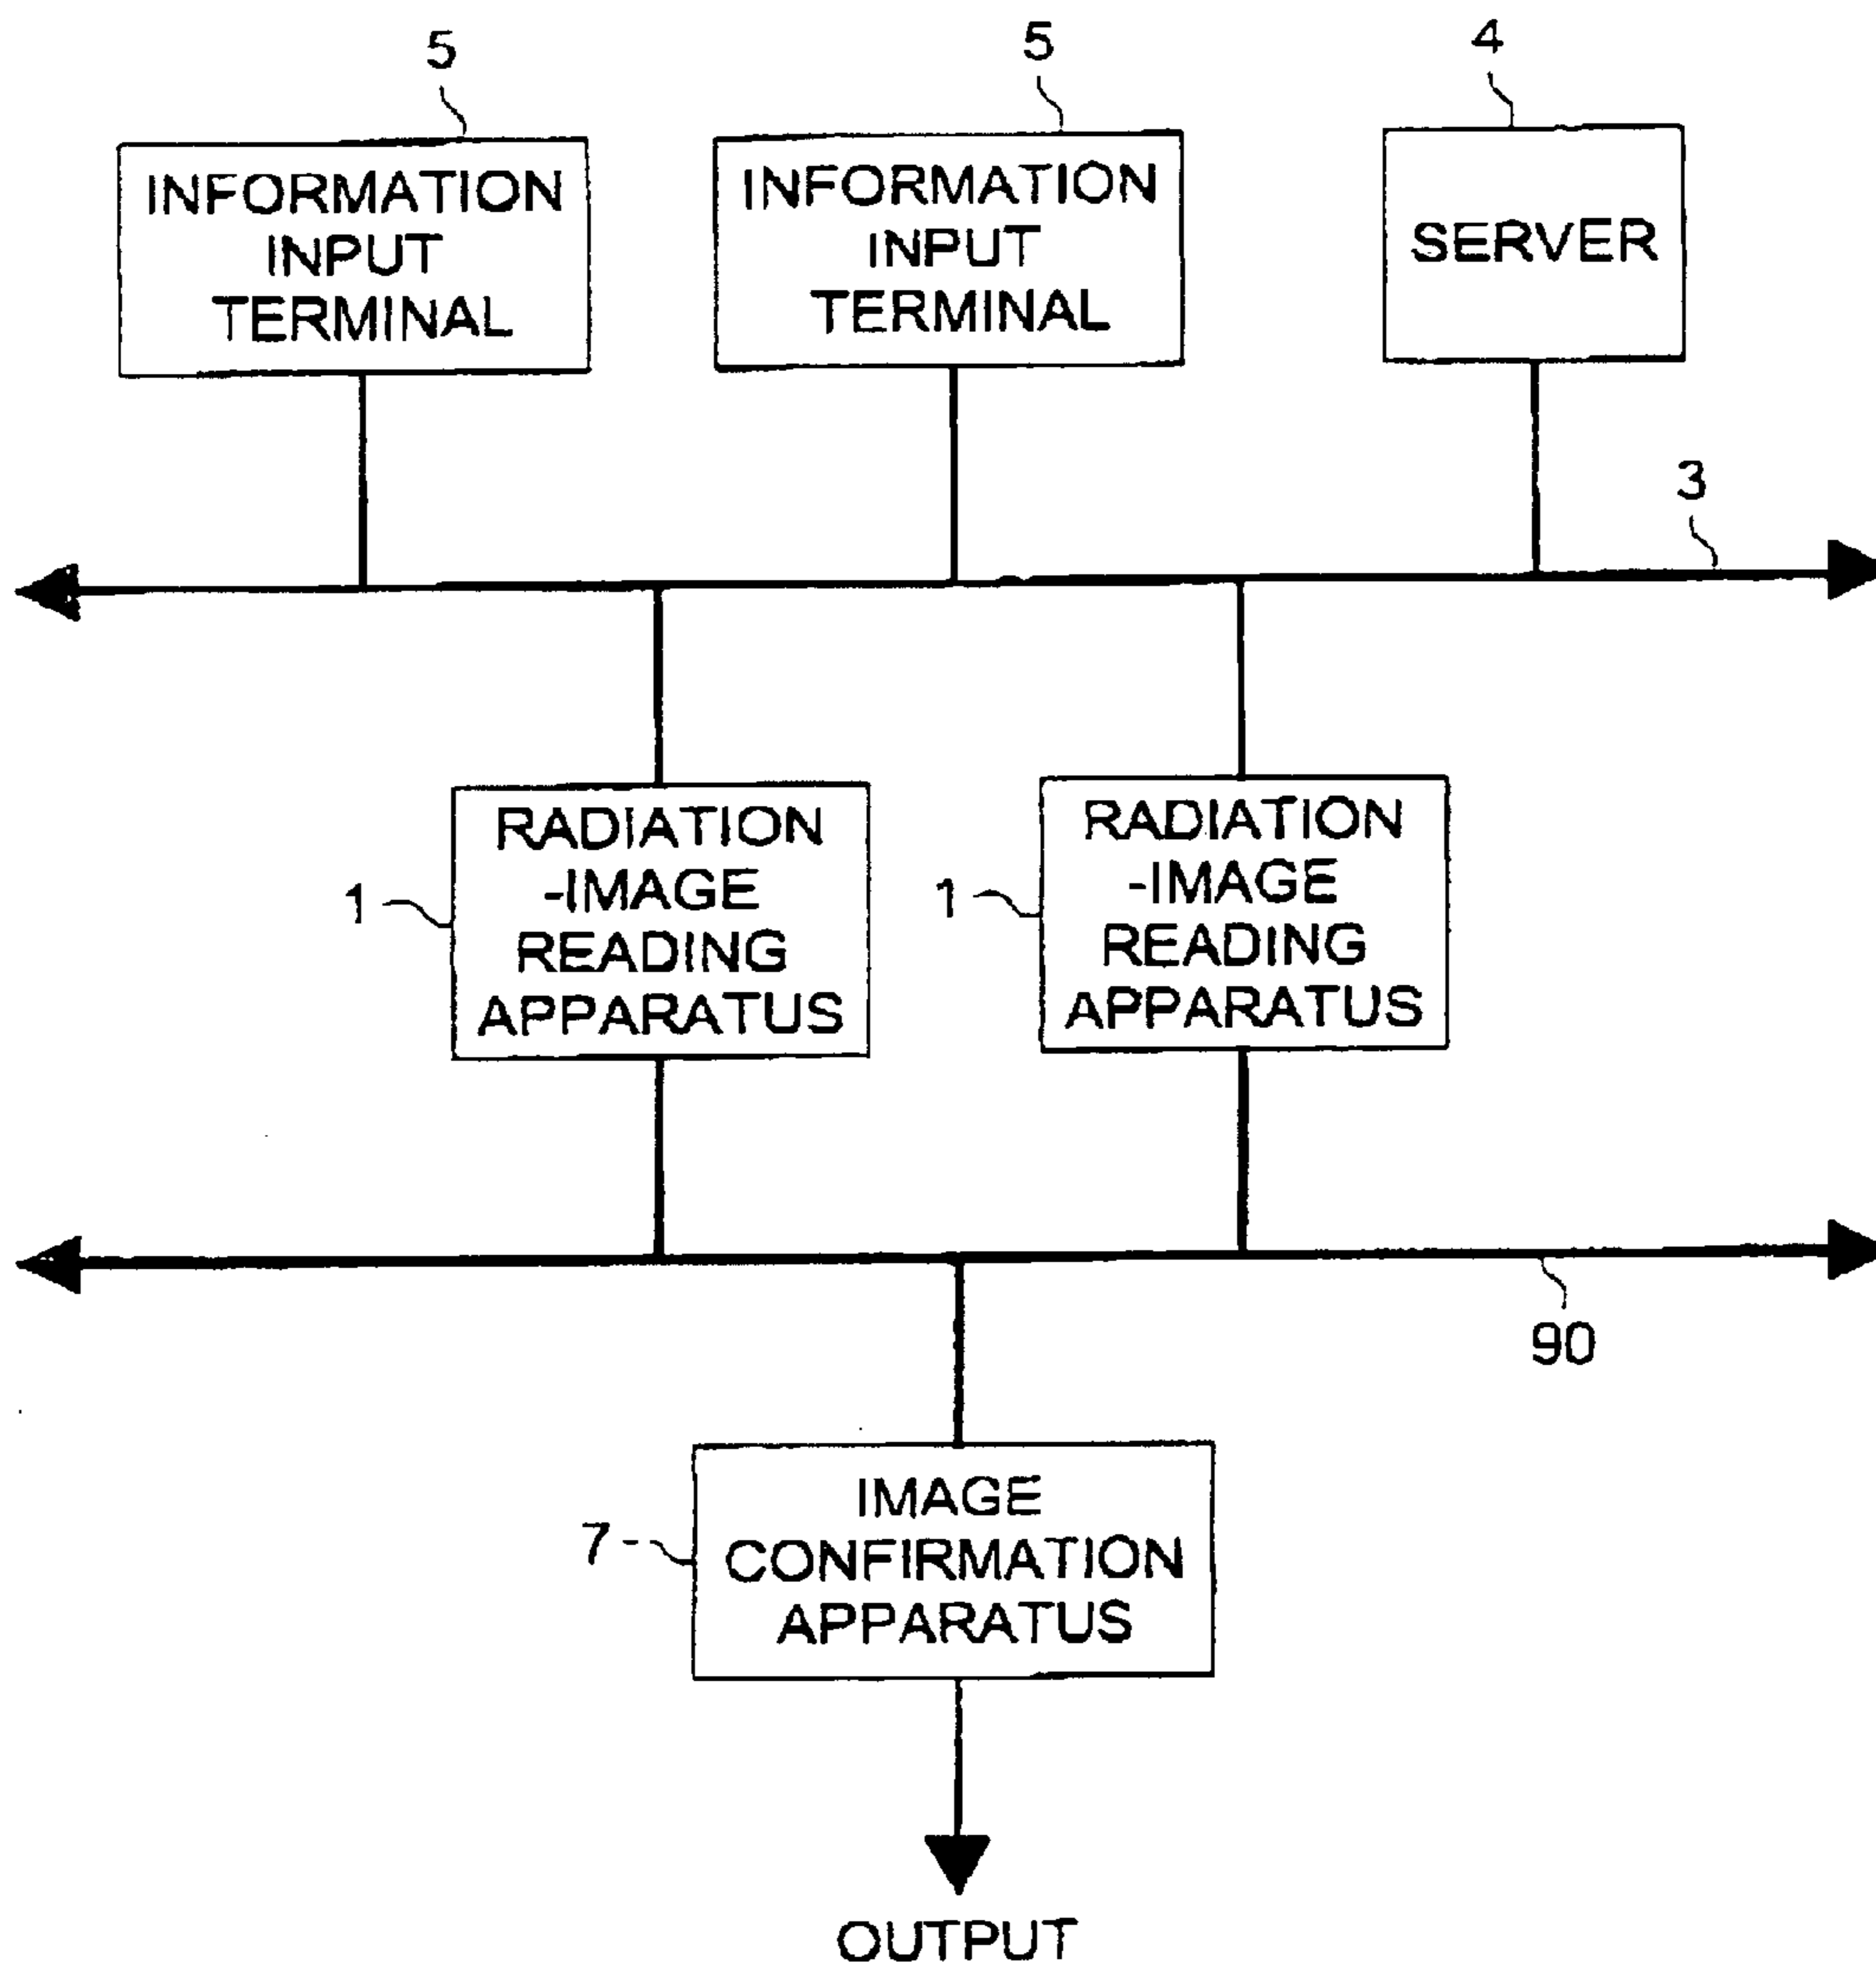 5
5
4
INFORMATION
INPUT
TERMINAL
INFORMATION
INPUT
TERMINAL
SERVER
3
1
RADIATION
-IMAGE
READING
APPARATUS
1
RADIATION
-IMAGE
READING
APPARATUS
90
7
IMAGE
CONFIRMATION
APPARATUS
OUTPUT